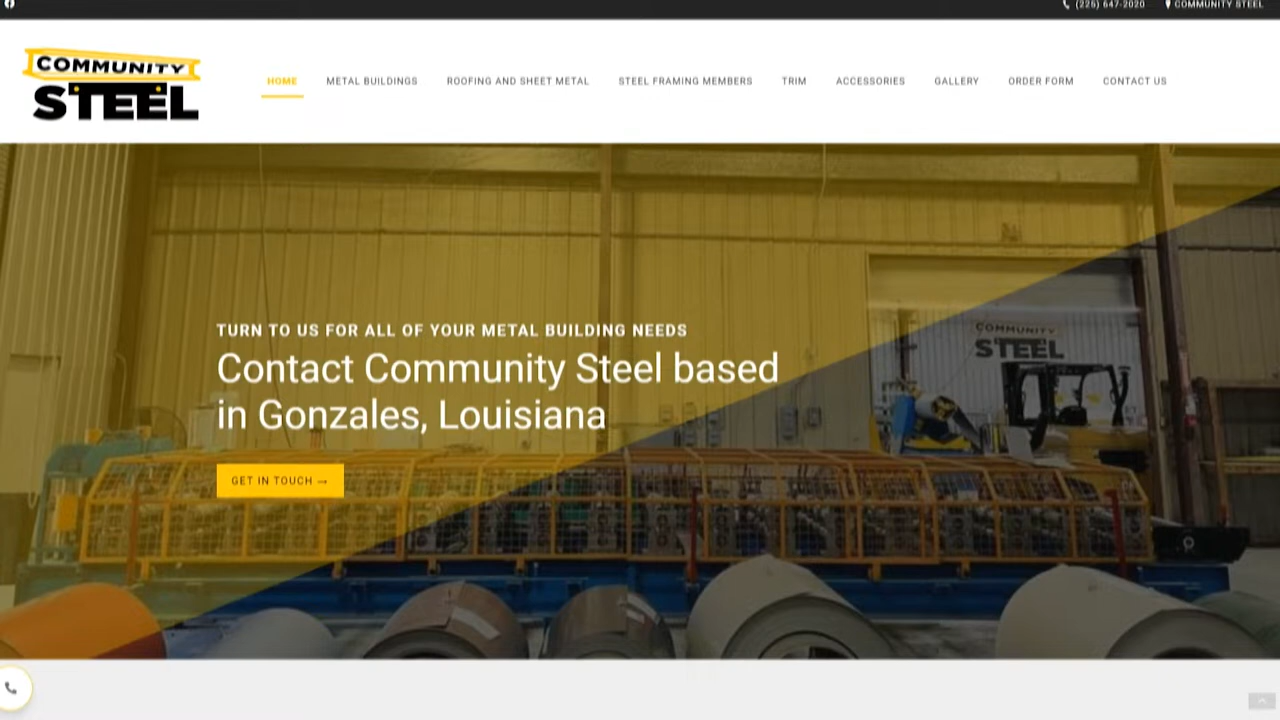 (225) 647-2020 COMMUNITY STEEL
COMMUNITY
STEEL
HOME METAL BUILDINGS ROOFING AND SHEET METAL STEEL FRAMING MEMBERS TRIM ACCESSORIES GALLERY ORDER FORM CONTACT US
COMMUNITY
STEEL
TURN TO US FOR ALL OF YOUR METAL BUILDING NEEDS
Contact Community Steel based
in Gonzales, Louisiana
GET IN TOUCH →